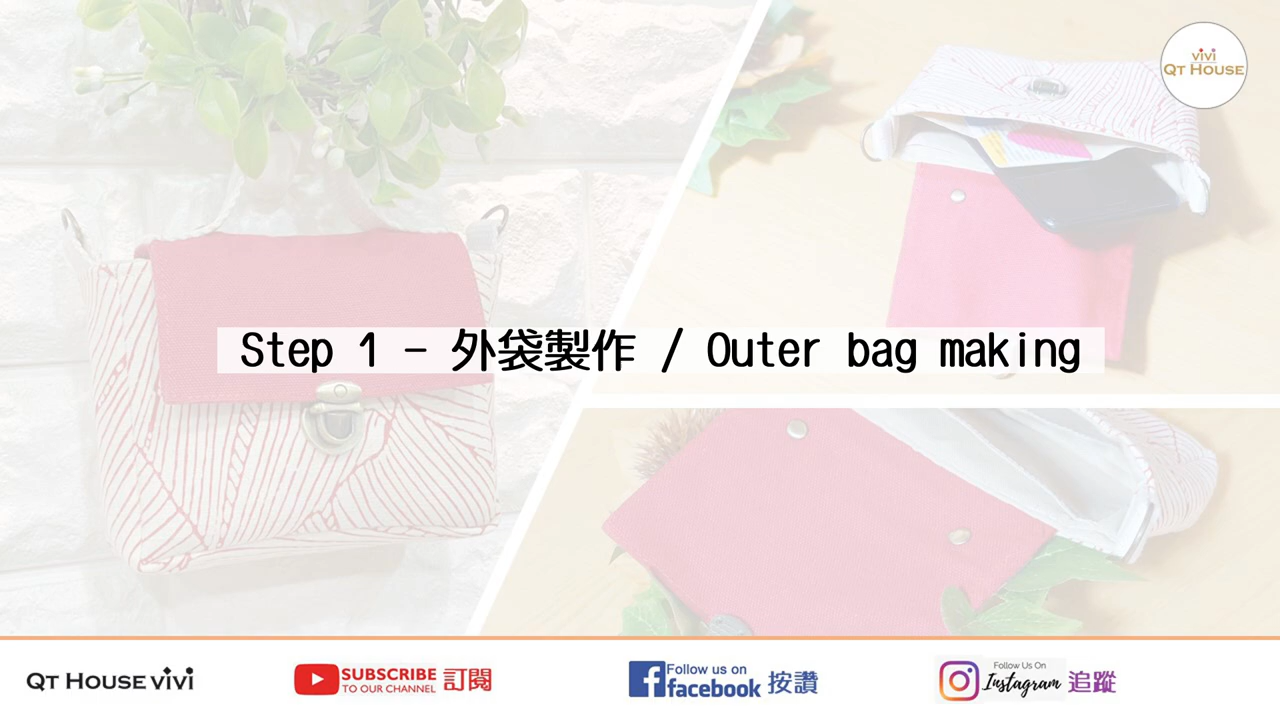 vivi
QT HOUSE
Step 1 - 外袋製作 / Outer bag making
QT HOUSE vivi
SUBSCRIBE
TO OUR CHANNEL
訂閱
Follow us on
facebook
按讚
Follow Us On
Instagram
追蹤